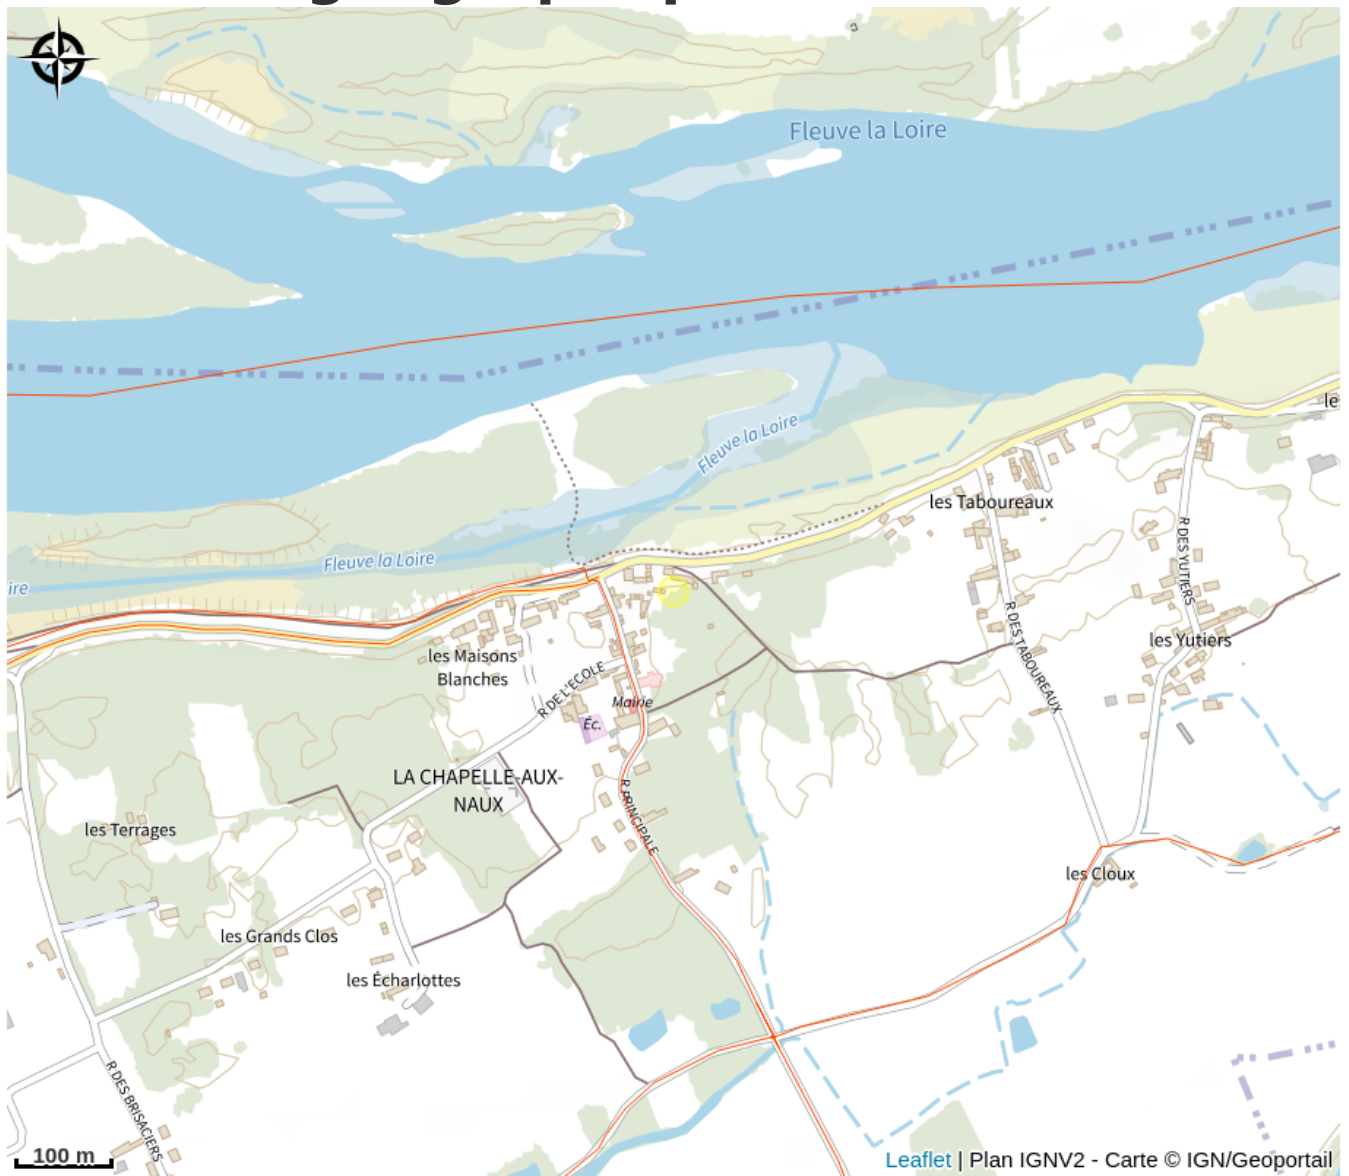 3
Fleuve la Loire
le
Fleuve la Loire
les Taboureaux
R DES YUTIERS
Fleuve la Loire
ire
R DES TABOUREAUX
les Yutiers
les Maisons
Blanches
R DE L'ECOLE
Mairie
Éc.
LA CHAPELLE-AUX-
NAUX
R PRINCIPALE
les Terrages
les Cloux
les Grands Clos
les Écharlottes
R DES BRISACIERS
100 m
Leaflet | Plan IGNV2 - Carte © IGN/Geoportail